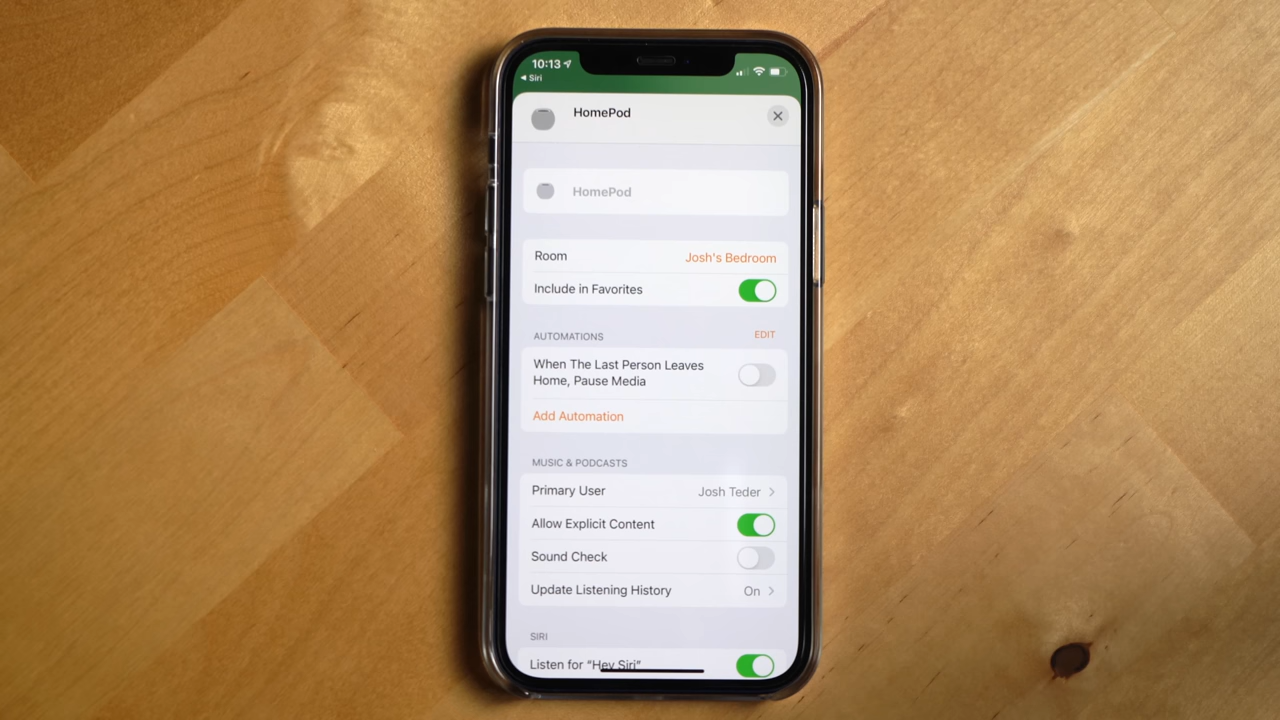 10:13
Siri
HomePod
HomePod
Room
Josh's Bedroom
Include in Favorites
AUTOMATIONS
EDIT
When The Last Person Leaves
Home, Pause Media
Add Automation
MUSIC & PODCASTS
Primary User
Josh Teder
Allow Explicit Content
Sound Check
Update Listening History
On
SIRI
Listen for “Hey Siri”